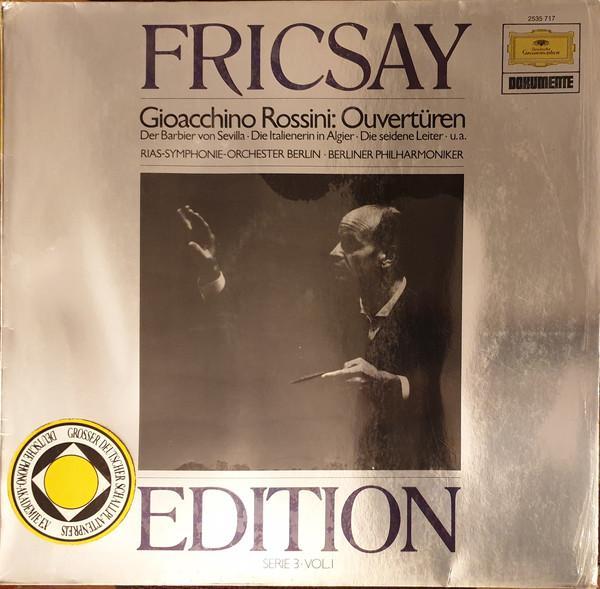 2535 717
Deutsche
Grammophon
DOKUMENTE
FRICSAY
Gioacchino Rossini: Ouvertüren
Der Barbier von Sevilla · Die Italienerin in Algier · Die seidene Leiter · u.a.
RIAS-SYMPHONIE-ORCHESTER BERLIN · BERLINER PHILHARMONIKER
GROSSER DEUTSCHER SCHALLPLATTENPREIS
DEUTSCHE PHONO-AKADEMIE E.V.
EDITION
SERIE 3 · VOL. I